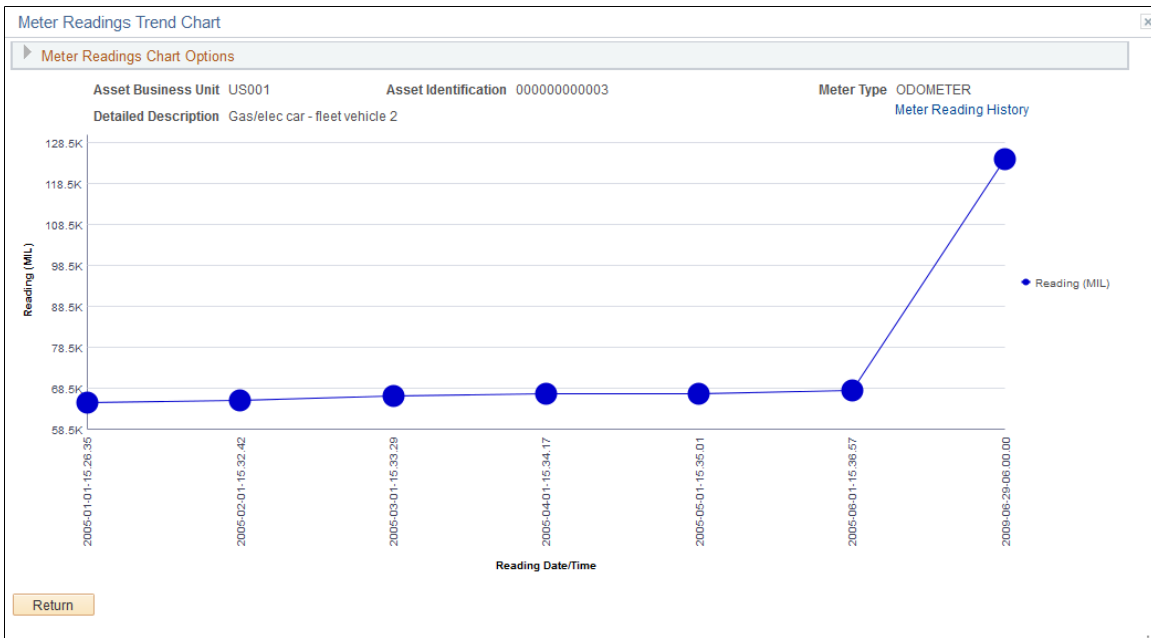 Meter Readings Trend Chart
x
Meter Readings Chart Options
Asset Business Unit US001 Asset Identification 000000000003 Meter Type ODOMETER
Meter Reading History
Detailed Description Gas/elec car - fleet vehicle 2
128.5K
118.5K
108.5K
98.5K
88.5K
78.5K
68.5K
58.5K
Reading (MIL)
Reading (MIL)
2005-01-01-15.26.35
2005-02-01-15.32.42
2005-03-01-15.33.29
2005-04-01-15.34.17
2005-05-01-15.35.01
2005-06-01-15.36.57
2009-06-29-06.00.00
Reading Date/Time
Return